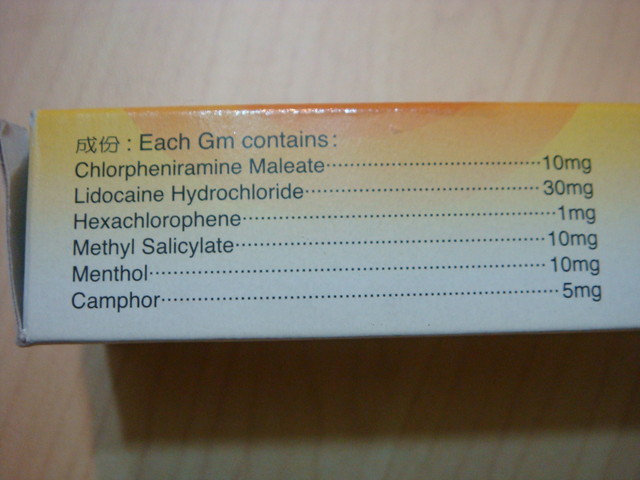 成份 : Each Gm contains :
Chlorpheniramine Maleate········································10mg
Lidocaine Hydrochloride············································30mg
Hexachlorophene·······················································1mg
Methyl Salicylate························································10mg
Menthol······································································10mg
Camphor·····································································5mg